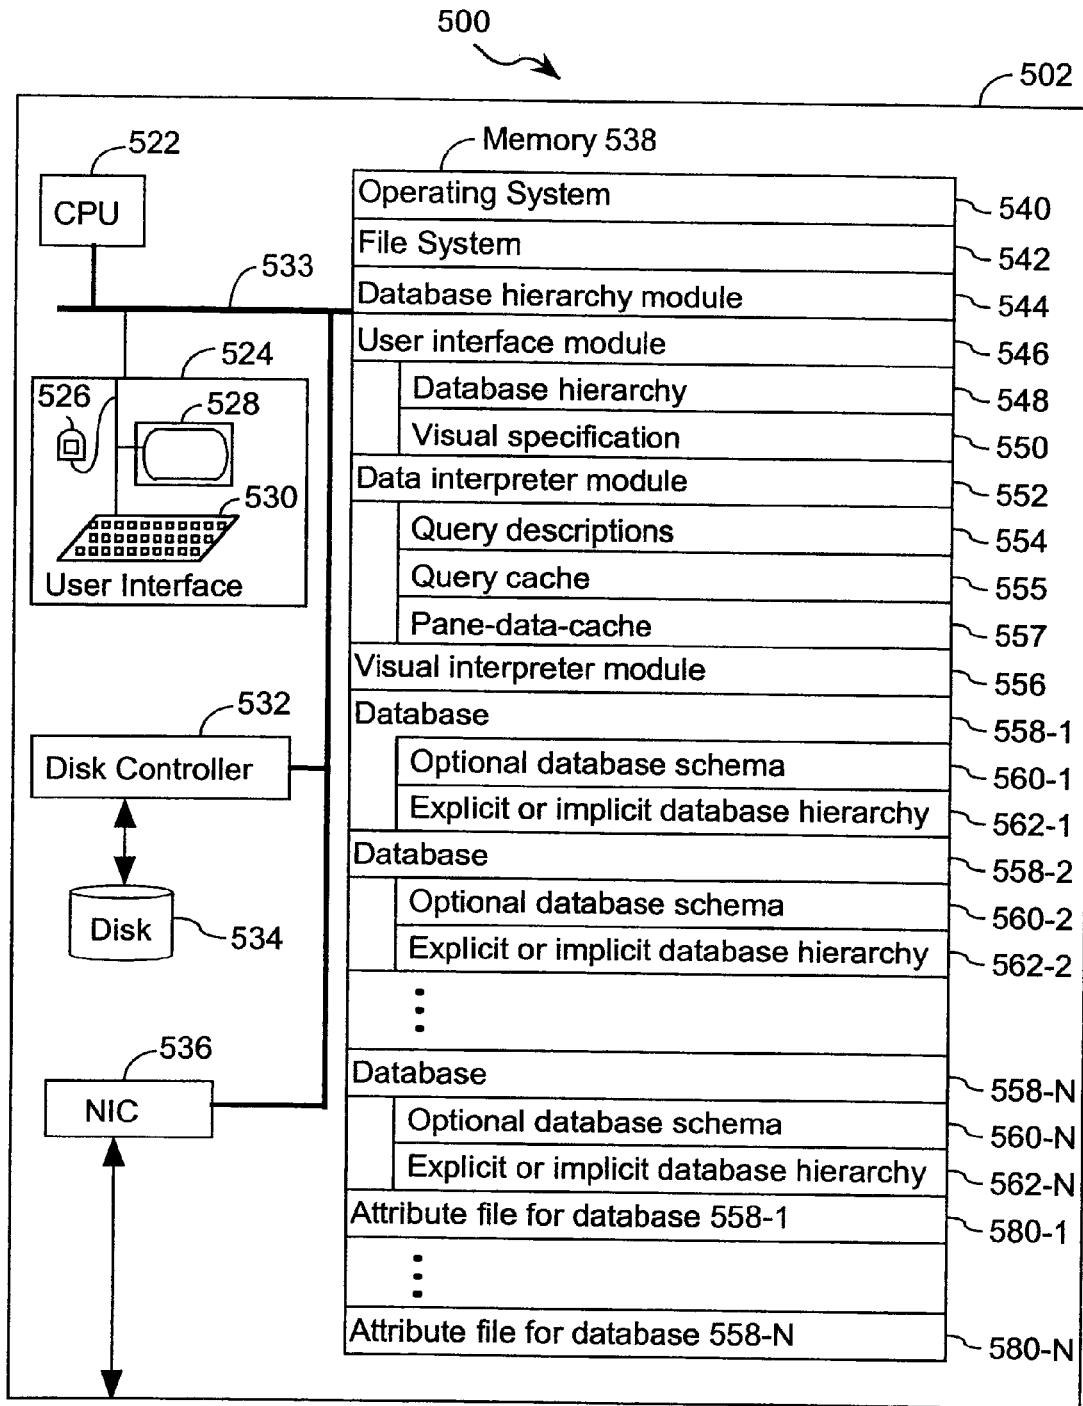 500
502
522
CPU
533
524
526
528
530
User Interface
532
Disk Controller
Disk
534
536
NIC
Memory 538
Operating System 540
File System 542
Database hierarchy module 544
User interface module 546
Database hierarchy 548
Visual specification 550
Data interpreter module 552
Query descriptions 554
Query cache 555
Pane-data-cache 557
Visual interpreter module 556
Database 558-1
Optional database schema 560-1
Explicit or implicit database hierarchy 562-1
Database 558-2
Optional database schema 560-2
Explicit or implicit database hierarchy 562-2
Database 558-N
Optional database schema 560-N
Explicit or implicit database hierarchy 562-N
Attribute file for database 558-1 580-1
Attribute file for database 558-N 580-N